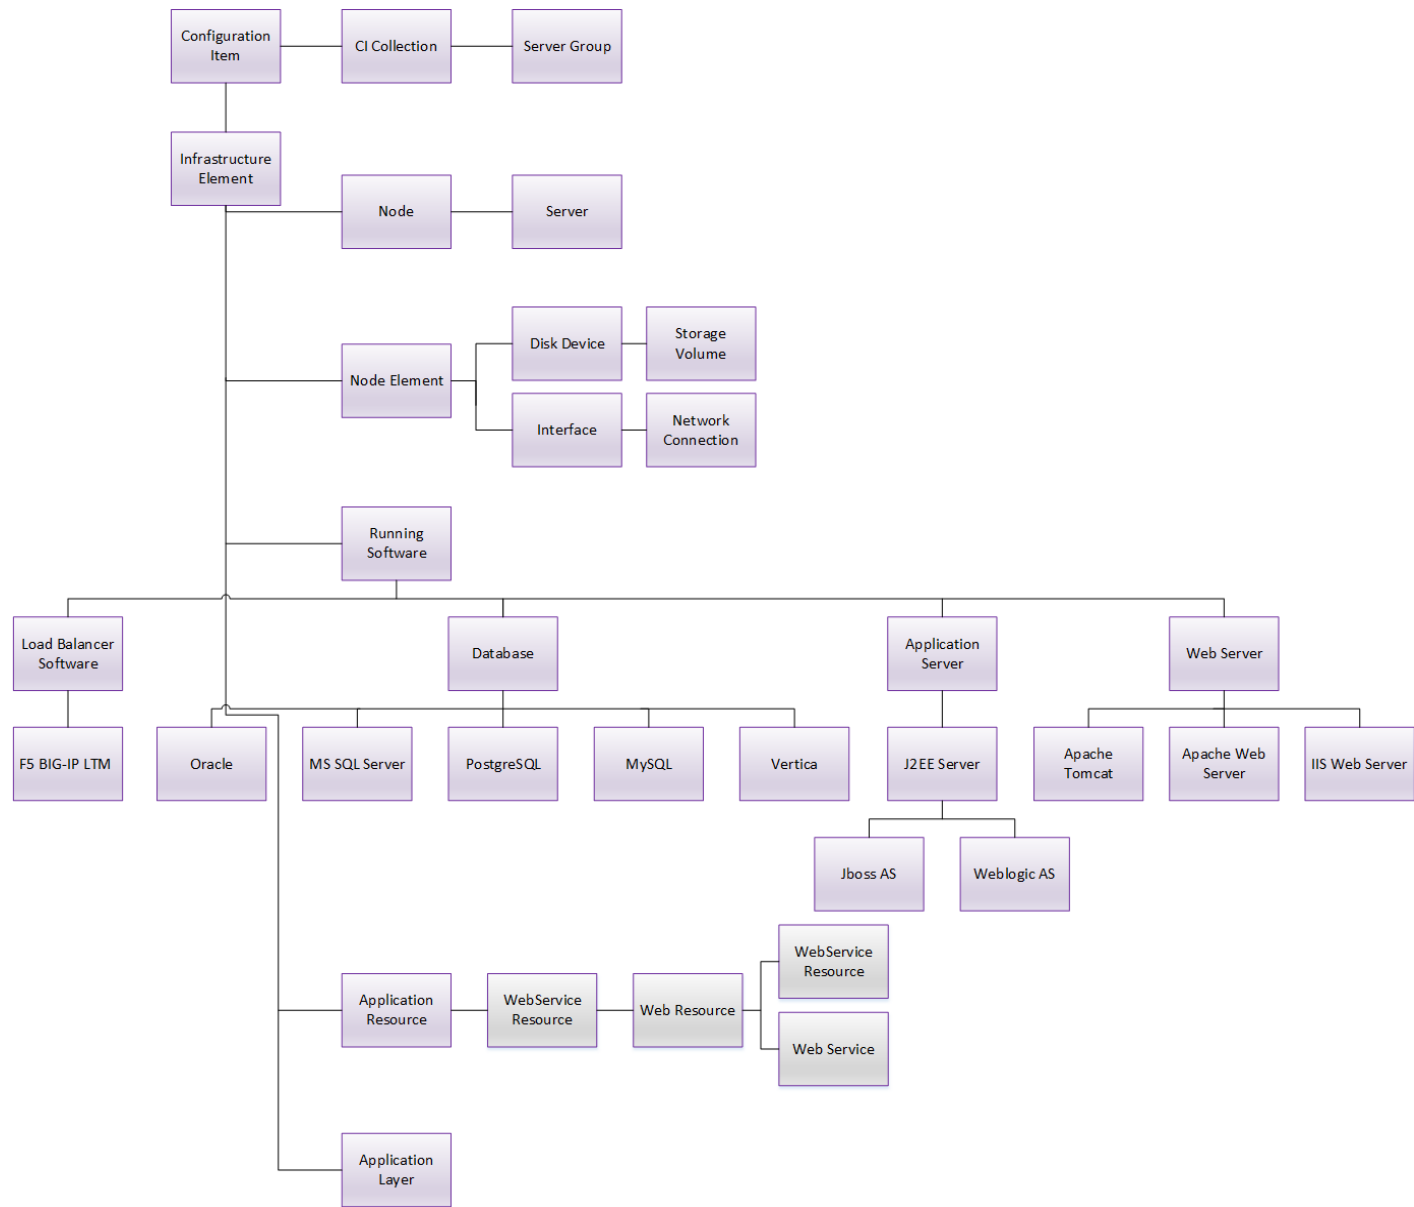 Configuration
Item
CI Collection
Server Group
Infrastructure
Element
Node
Server
Disk Device
Storage
Volume
Node Element
Interface
Network
Connection
Running
Software
Load Balancer
Software
Database
Application
Server
Web Server
F5 BIG-IP LTM
Oracle
MS SQL Server
PostgreSQL
MySQL
Vertica
J2EE Server
Apache
Tomcat
Apache Web
Server
IIS Web Server
Jboss AS
Weblogic AS
WebService
Resource
Application
Resource
WebService
Resource
Web Resource
Web Service
Application
Layer